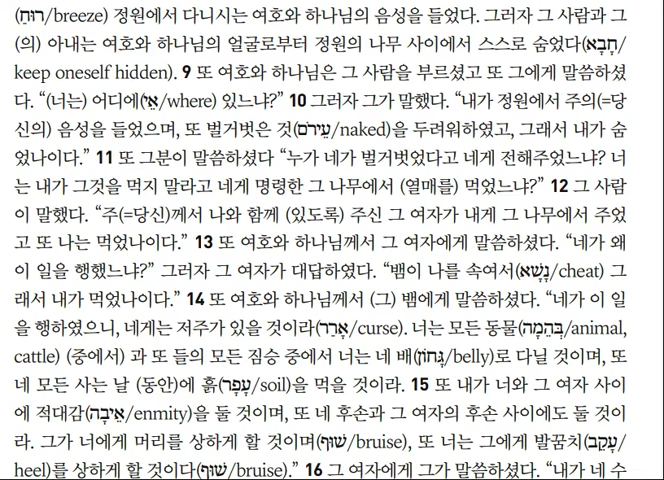 (רוּחַ/breeze) 정원에서 다니시는 여호와 하나님의 음성을 들었다. 그러자 그 사람과 그
(의) 아내는 여호와 하나님의 얼굴로부터 정원의 나무 사이에서 스스로 숨었다(חָבָא/
keep oneself hidden). 9 또 여호와 하나님은 그 사람을 부르셨고 또 그에게 말씀하셨
다. “(너는) 어디에(אֵי/where) 있느냐?” 10 그러자 그가 말했다. “내가 정원에서 주의(=당
신의) 음성을 들었으며, 또 벌거벗은 것(עֵירֹם/naked)을 두려워하였고, 그래서 내가 숨
었나이다.” 11 또 그분이 말씀하셨다 “누가 네가 벌거벗었다고 네게 전해주었느냐? 너
는 내가 그것을 먹지 말라고 네게 명령한 그 나무에서 (열매를) 먹었느냐?” 12 그 사람
이 말했다. “주(=당신)께서 나와 함께 (있도록) 주신 그 여자가 내게 그 나무에서 주었
고 또 나는 먹었나이다.” 13 또 여호와 하나님께서 그 여자에게 말씀하셨다. “네가 왜
이 일을 행했느냐?” 그러자 그 여자가 대답하였다. “뱀이 나를 속여서(נָשָׁא/cheat) 그
래서 내가 먹었나이다.” 14 또 여호와 하나님께서 (그) 뱀에게 말씀하셨다. “네가 이 일
을 행하였으니, 네게는 저주가 있을 것이라(אָרַר/curse). 너는 모든 동물(בְּהֵמָה/animal,
cattle) (중에서) 과 또 들의 모든 짐승 중에서 너는 네 배(גָּחוֹן/belly)로 다닐 것이며, 또
네 모든 사는 날 (동안)에 흙(עָפָר/soil)을 먹을 것이라. 15 또 내가 너와 그 여자 사이
에 적대감(אֵיבָה/enmity)을 둘 것이며, 또 네 후손과 그 여자의 후손 사이에도 둘 것이
라. 그가 너에게 머리를 상하게 할 것이며(שׁוּף/bruise), 또 너는 그에게 발꿈치(עָקֵב/
heel)를 상하게 할 것이다(שׁוּף/bruise).” 16 그 여자에게 그가 말씀하셨다. “내가 네 수